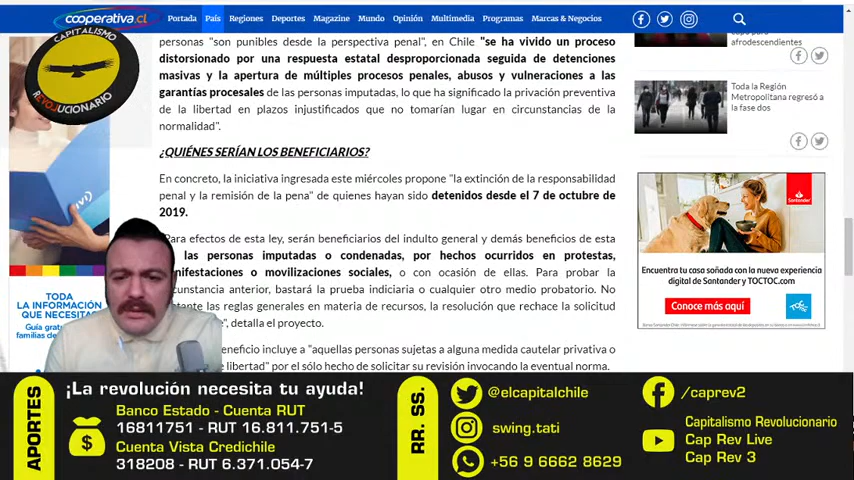 cooperativa.cl
Portada País Regiones Deportes Magazine Mundo Opinión Multimedia Programas Marcas & Negocios
CAPITALISMO
REVOLUCIONARIO
personas "son punibles desde la perspectiva penal", en Chile "se ha vivido un proceso
distorsionado por una respuesta estatal desproporcionada seguida de detenciones
masivas y la apertura de múltiples procesos penales, abusos y vulneraciones a las
garantías procesales de las personas imputadas, lo que ha significado la privación preventiva
de la libertad en plazos injustificados que no tomarían lugar en circunstancias de la
normalidad".
¿QUIÉNES SERÍAN LOS BENEFICIARIOS?
En concreto, la iniciativa ingresada este miércoles propone "la extinción de la responsabilidad
penal y la remisión de la pena" de quienes hayan sido detenidos desde el 7 de octubre de
2019.
Para efectos de esta ley, serán beneficiarios del indulto general y demás beneficios de esta
las personas imputadas o condenadas, por hechos ocurridos en protestas,
manifestaciones o movilizaciones sociales, o con ocasión de ellas. Para probar la
circunstancia anterior, bastará la prueba indiciaria o cualquier otro medio probatorio. No
las reglas generales en materia de recursos, la resolución que rechace la solicitud
", detalla el proyecto.
beneficio incluye a "aquellas personas sujetas a alguna medida cautelar privativa o
libertad" por el sólo hecho de solicitar su revisión invocando la eventual norma.
afrodescendientes
Toda la Región
Metropolitana regresó a
la fase dos
Santander
Encuentra tu casa soñada con la nueva experiencia
digital de Santander y TOCTOC.com
Conoce más aquí
TOC
TOC
TODA
LA INFORMACIÓN
QUE NECESITAS
Guía
familias de
APORTES
¡La revolución necesita tu ayuda!
Banco Estado - Cuenta RUT
16811751 - RUT 16.811.751-5
Cuenta Vista Credichile
318208 - RUT 6.371.054-7
RR. SS.
@elcapitalchile
swing.tati
+56 9 6662 8629
/caprev2
Capitalismo Revolucionario
Cap Rev Live
Cap Rev 3